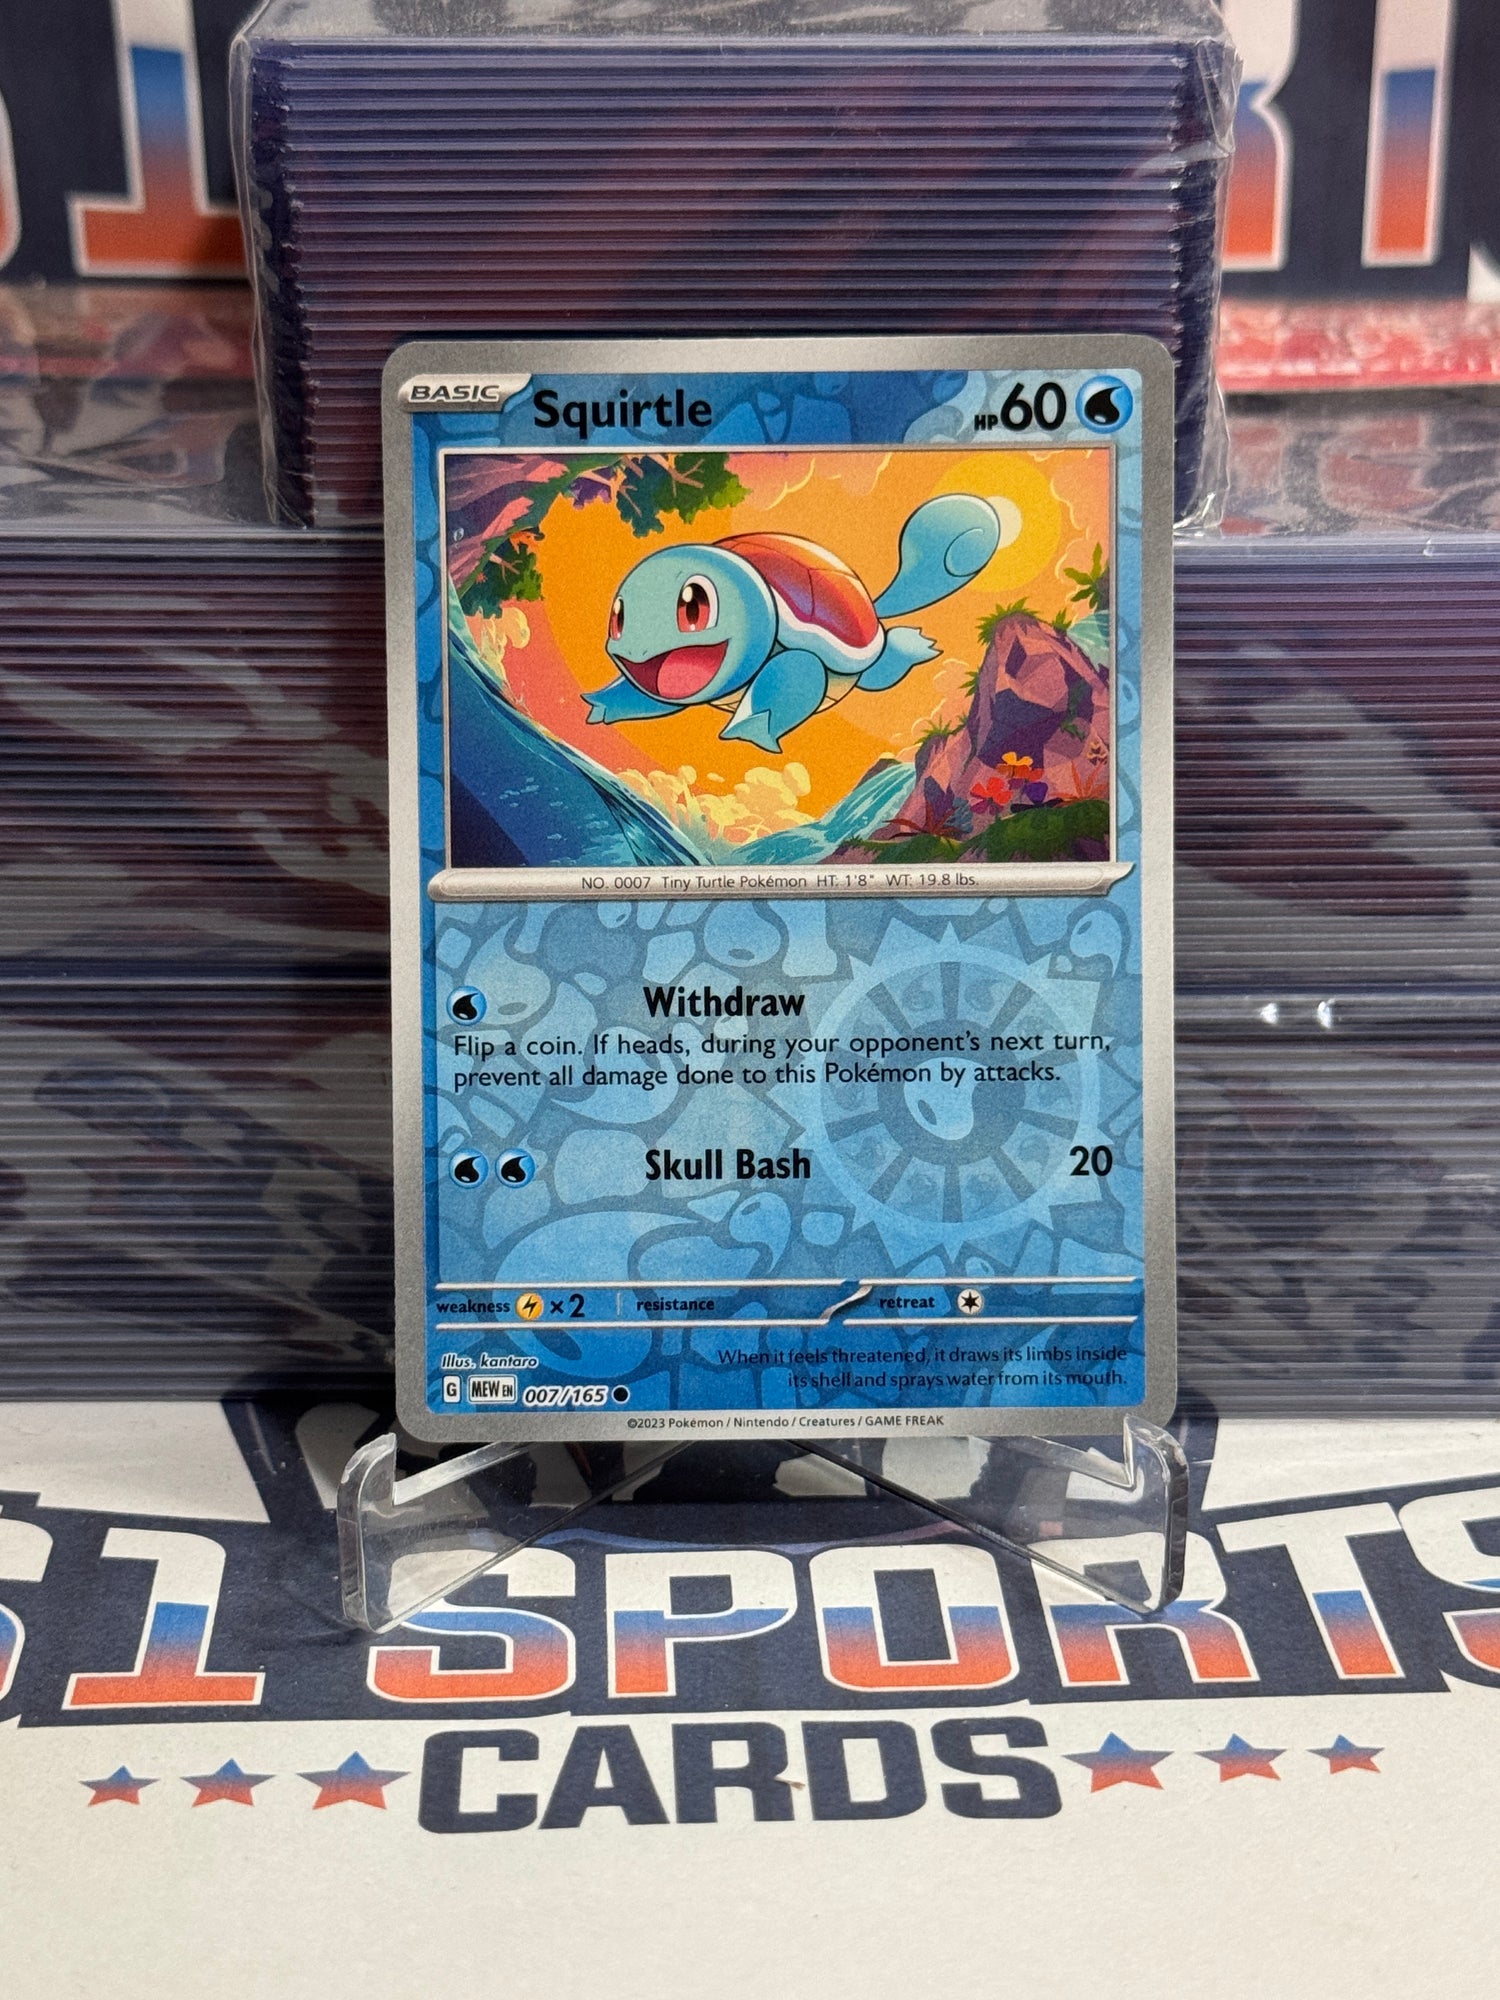 BASIC
Squirtle
HP60
NO. 0007 Tiny Turtle Pokémon HT: 1'8" WT: 19.8 lbs.
Withdraw
Flip a coin. If heads, during your opponent's next turn,
prevent all damage done to this Pokémon by attacks.
Skull Bash 20
weakness ×2 resistance retreat
Illus. kantaro
When it feels threatened, it draws its limbs inside
its shell and sprays water from its mouth.
G MEW EN 007/165
©2023 Pokémon / Nintendo / Creatures / GAME FREAK
51 SPORTS
CARDS